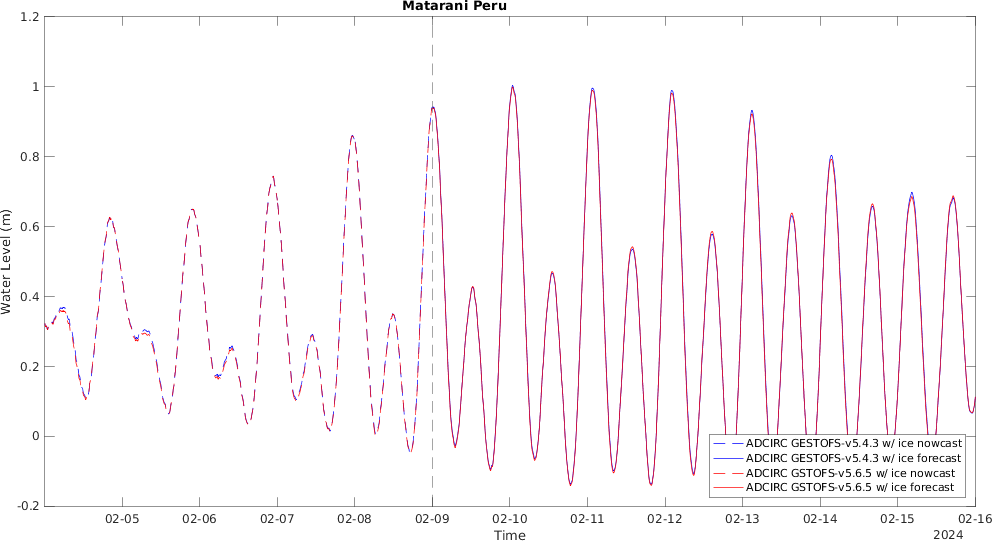 Matarani Peru
1.2
1
0.8
0.6
0.4
0.2
0
-0.2
Water Level (m)
ADCIRC GESTOFS-v5.4.3 w/ ice nowcast
ADCIRC GESTOFS-v5.4.3 w/ ice forecast
ADCIRC GSTOFS-v5.6.5 w/ ice nowcast
ADCIRC GSTOFS-v5.6.5 w/ ice forecast
02-05 02-06 02-07 02-08 02-09 02-10 02-11 02-12 02-13 02-14 02-15 02-16
Time
2024